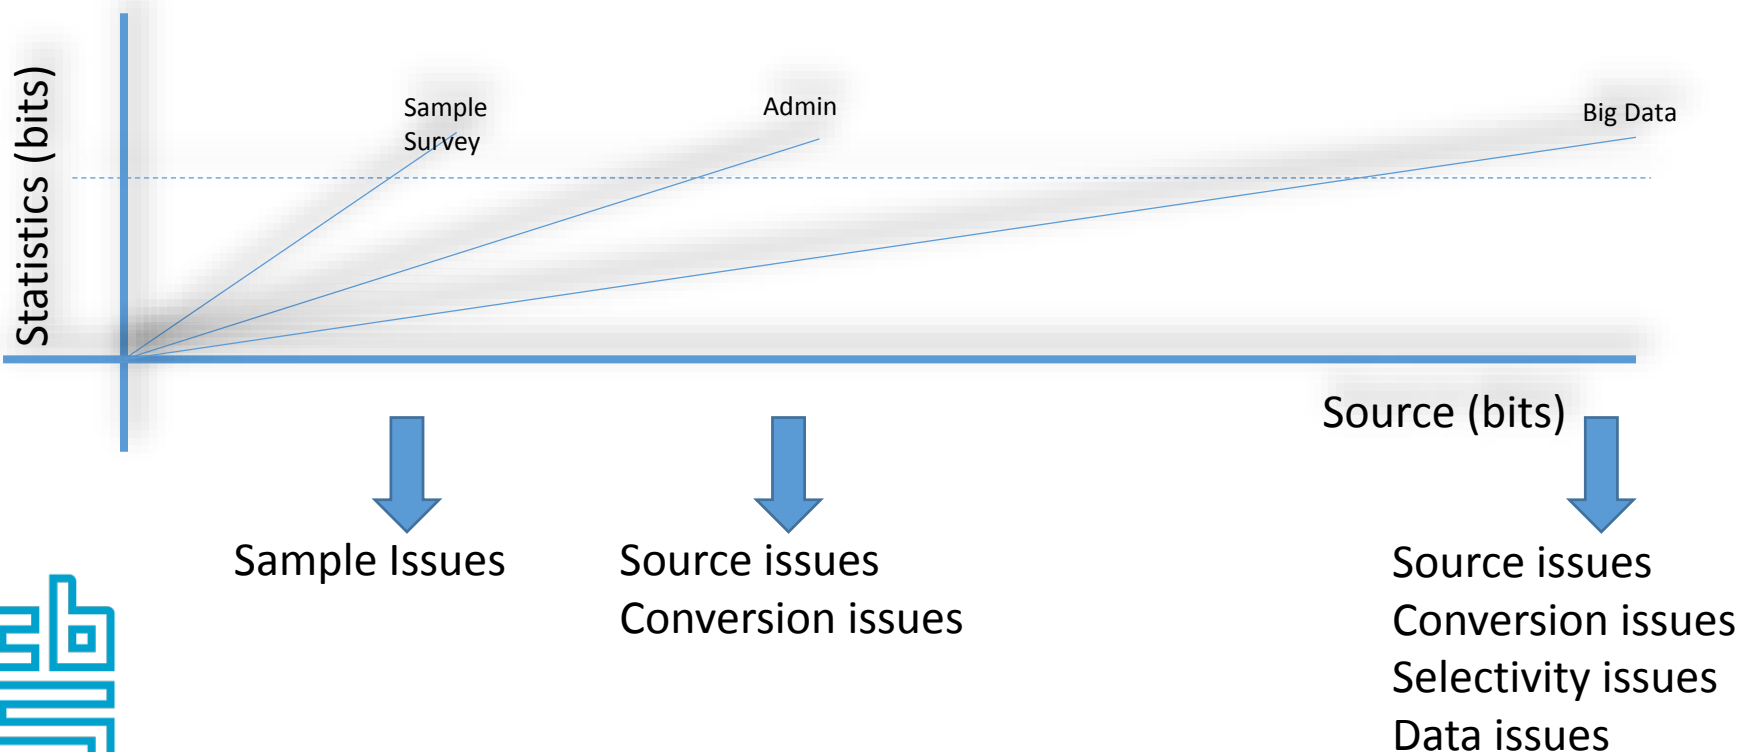 Statistics (bits)
Sample
Survey
Admin
Big Data
Source (bits)
Sample Issues
Source issues
Conversion issues
Source issues
Conversion issues
Selectivity issues
Data issues